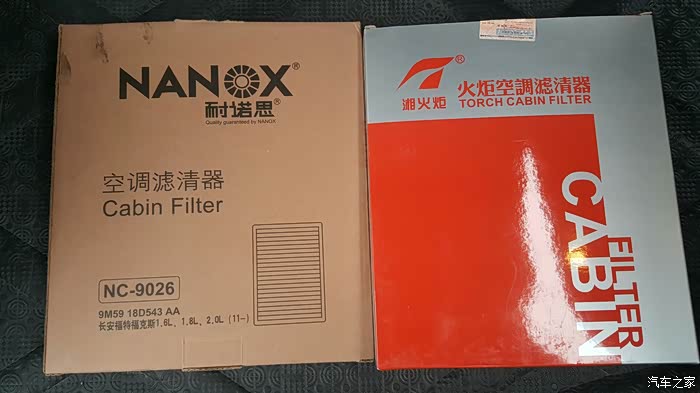 NANOX®
耐诺思®
Quality guaranteed by NANOX
空调滤清器
Cabin Filter
NC-9026
9M59 18D543 AA
长安福特福克斯1.6L、1.8L、2.0L (11-)
®
湘火炬
火炬空調滤清器
TORCH CABIN FILTER
CABIN
FILTER
汽车之家